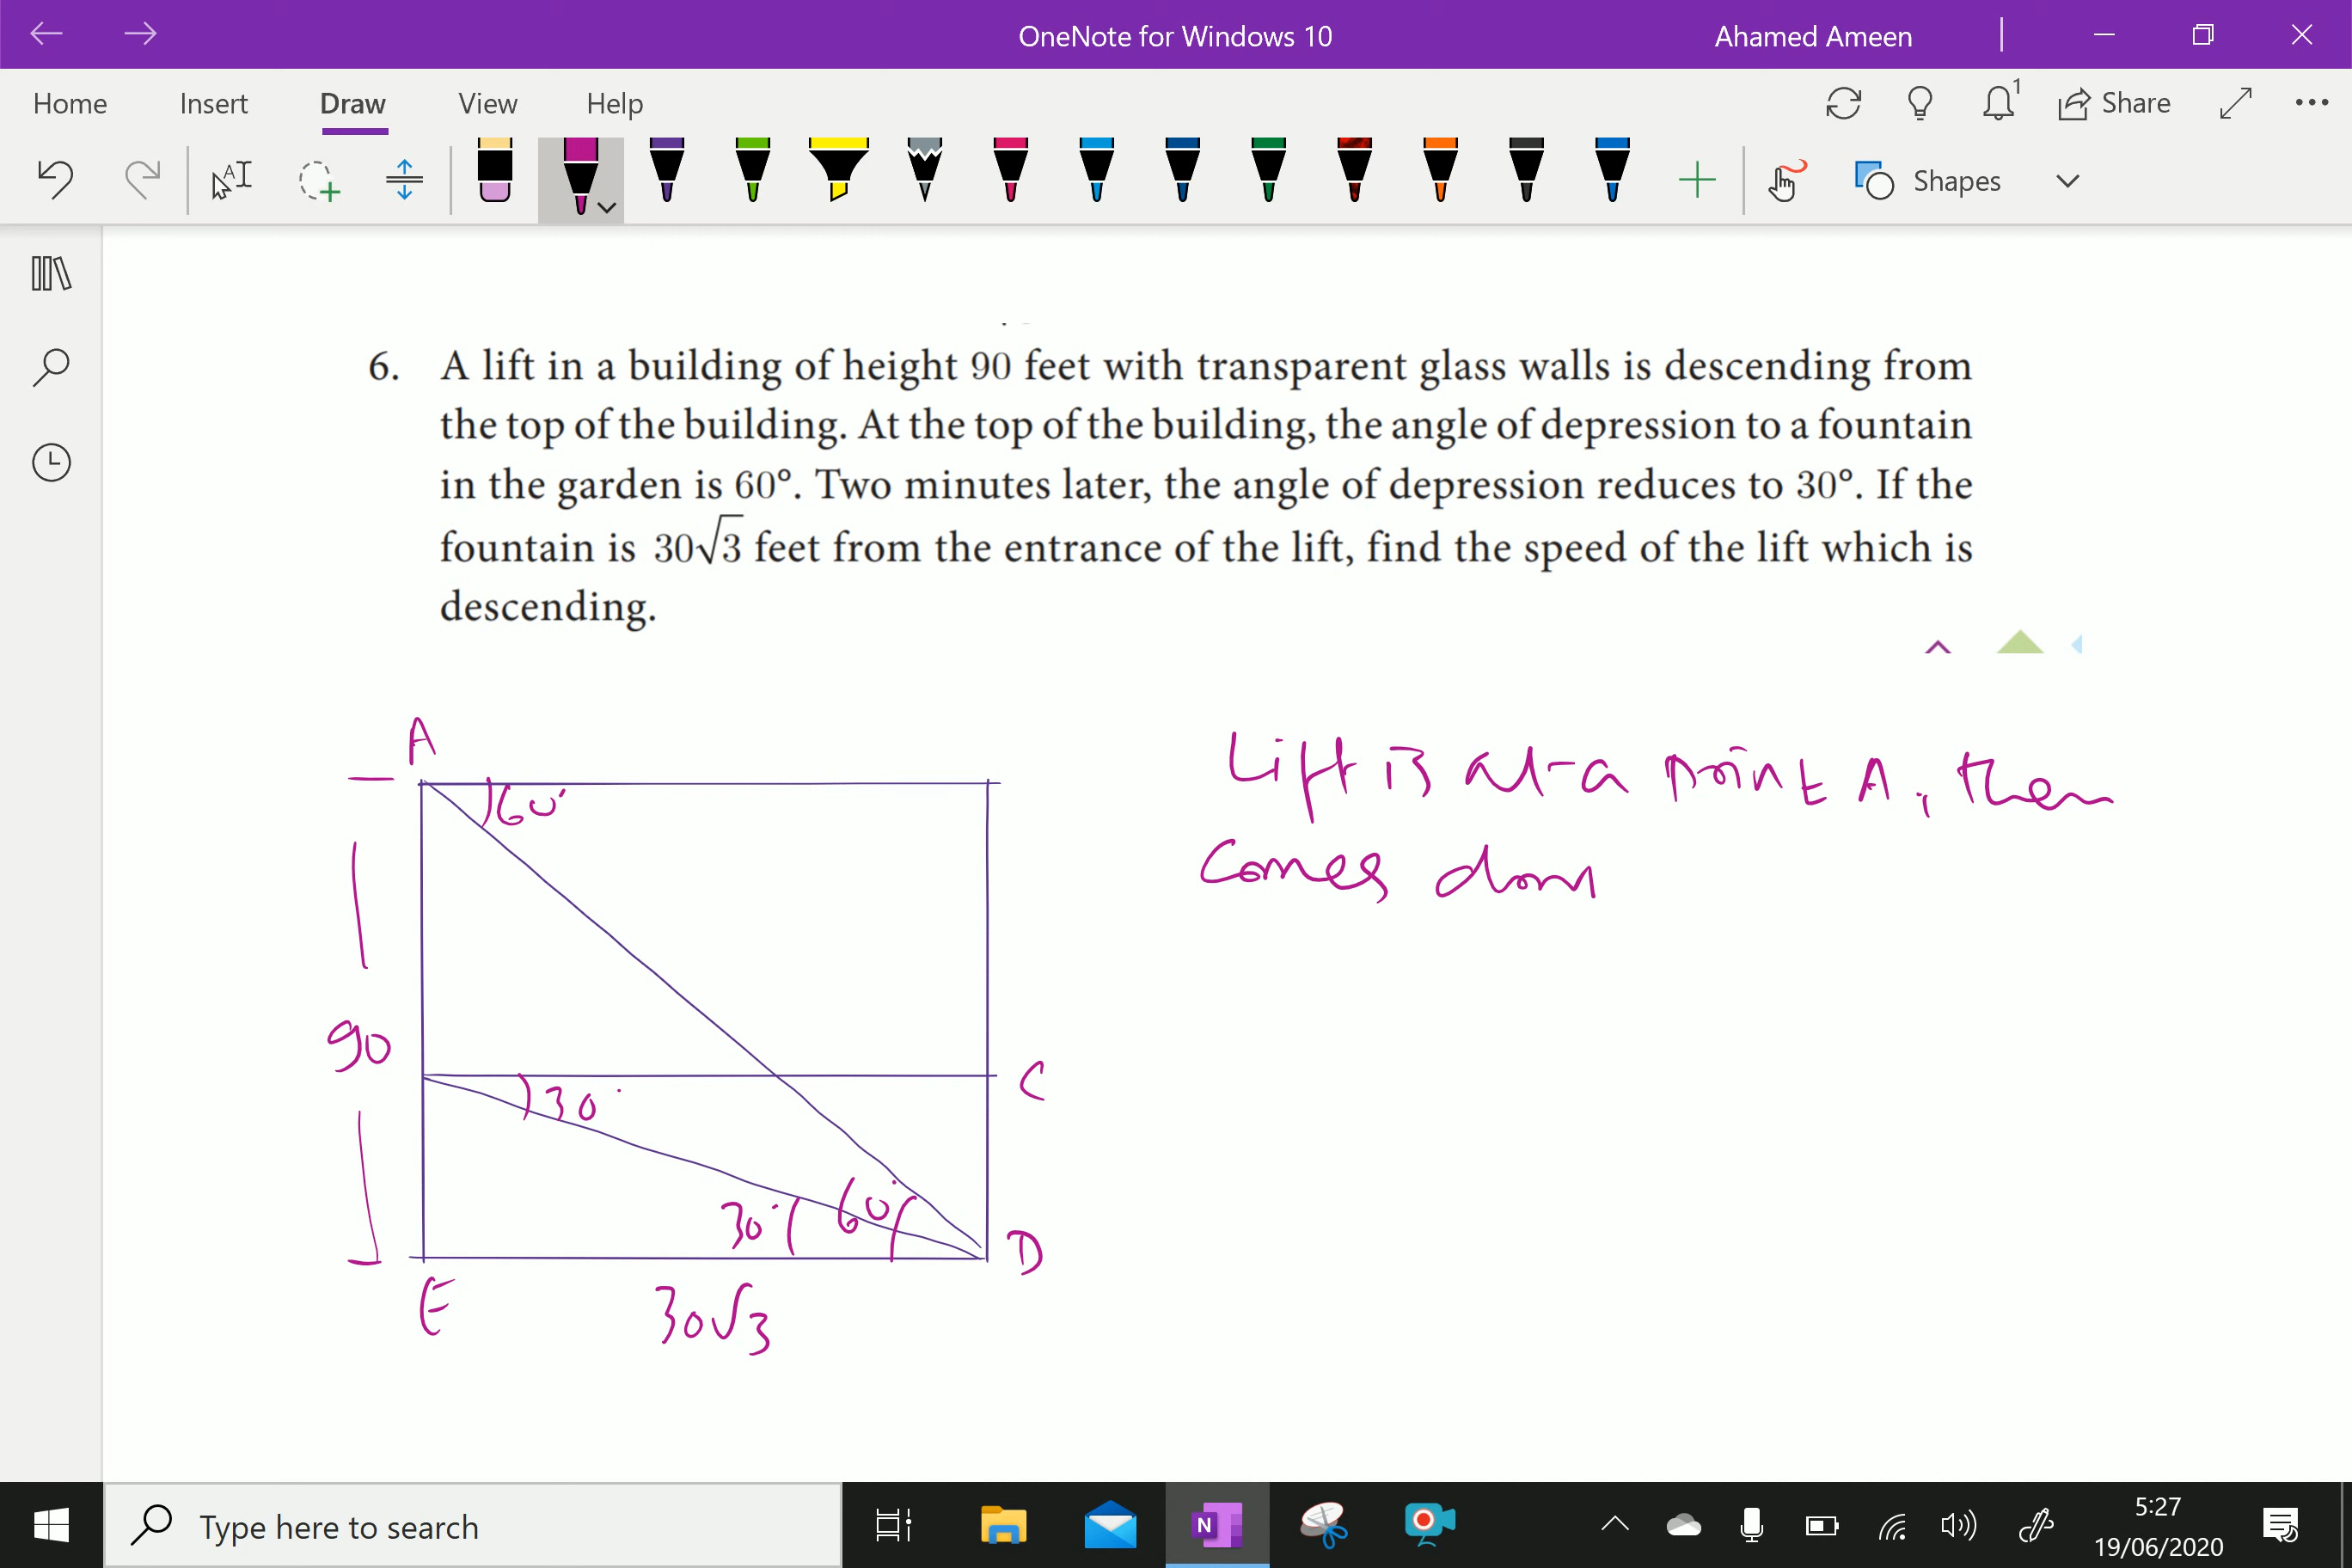 OneNote for Windows 10
Ahamed Ameen
Home Insert Draw View Help
1 Share
Shapes
6. A lift in a building of height 90 feet with transparent glass walls is descending from
the top of the building. At the top of the building, the angle of depression to a fountain
in the garden is 60°. Two minutes later, the angle of depression reduces to 30°. If the
fountain is 30√3 feet from the entrance of the lift, find the speed of the lift which is
descending.
A
60°
Lift is at a point A, then
comes down
90
C
30°
30° 60°
D
E
30√3
Type here to search
N
5:27
19/06/2020